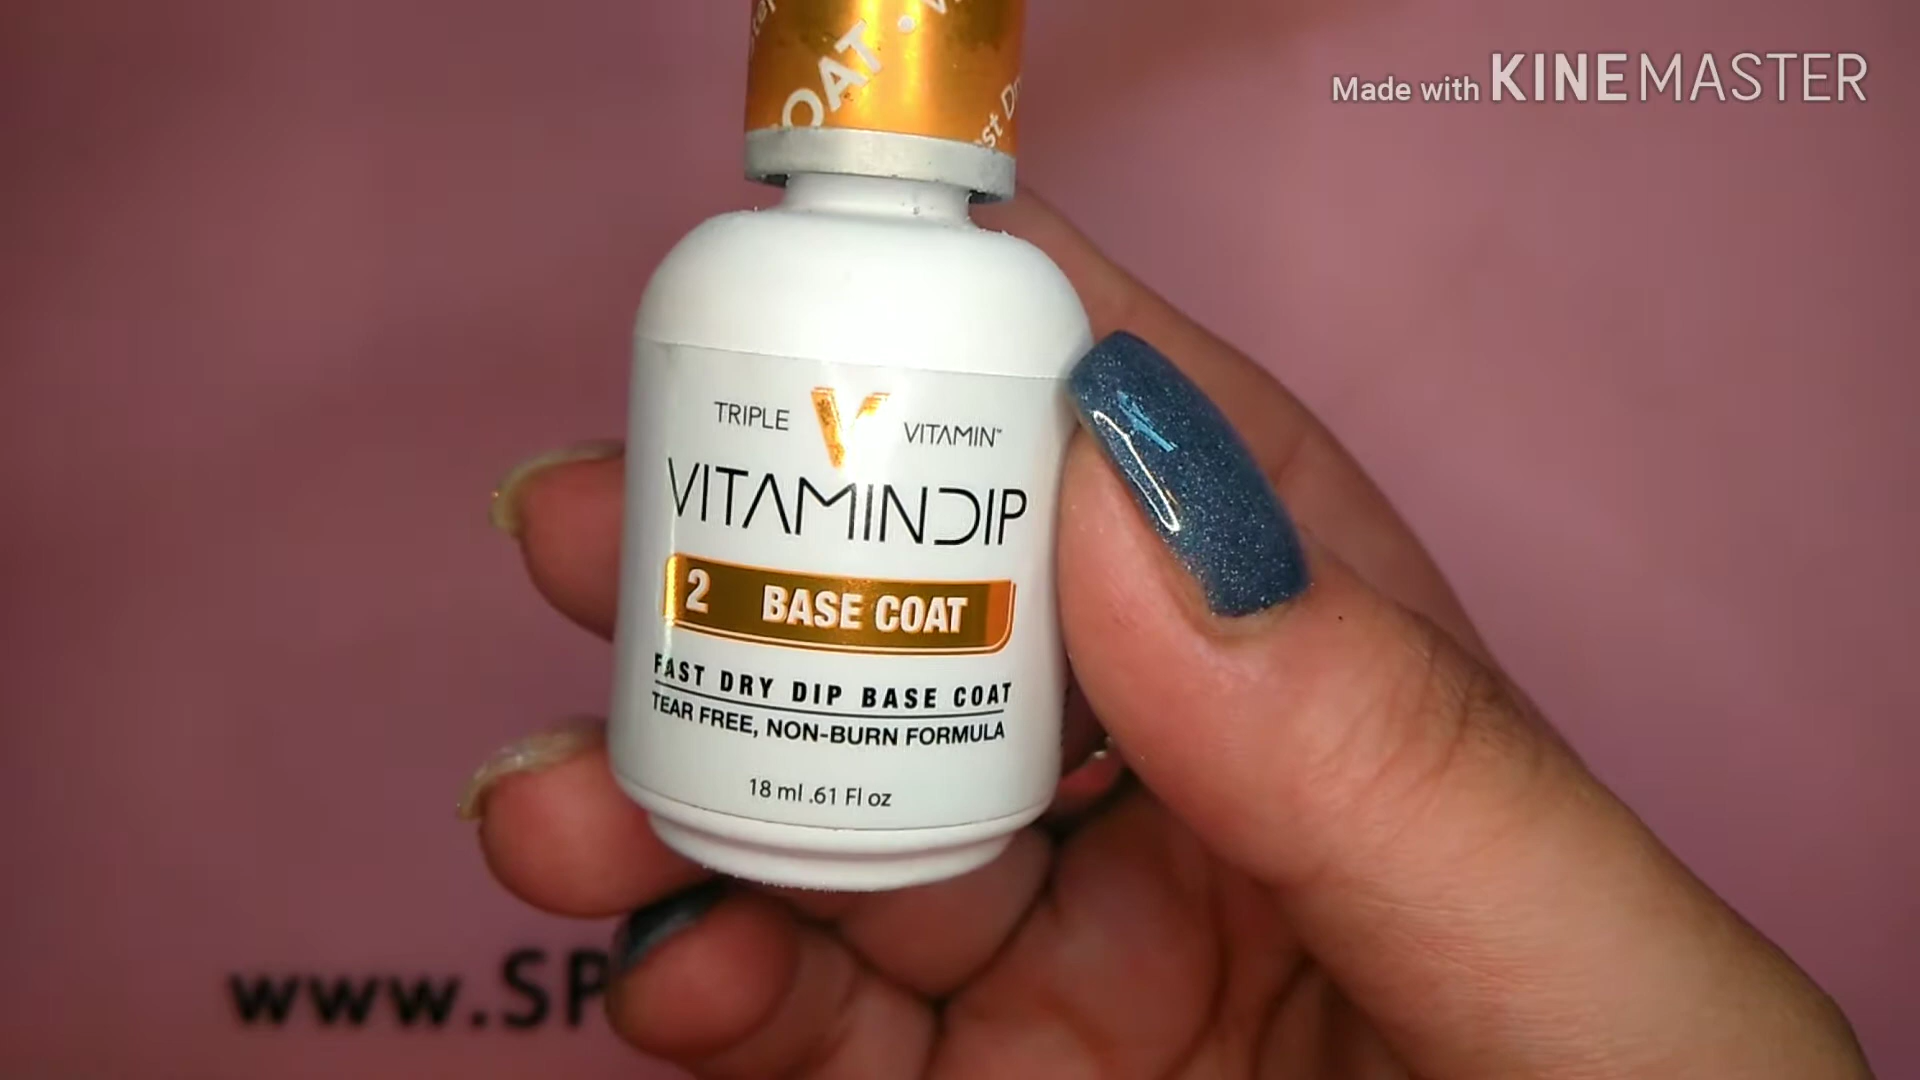 OAT •
Made with KINEMASTER
TRIPLE V VITAMIN™
VITAMINDIP
2 BASE COAT
FAST DRY DIP BASE COAT
TEAR FREE, NON-BURN FORMULA
18 ml .61 Fl oz
www.SP